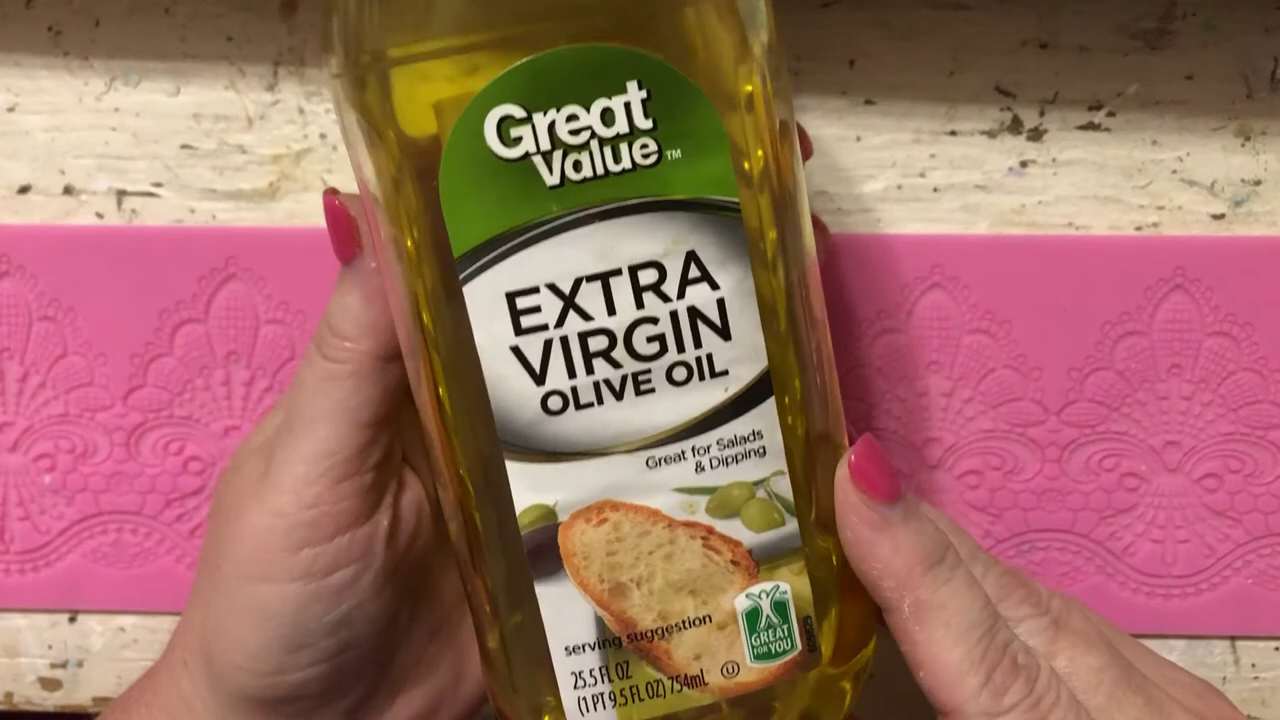 Great
Value™
EXTRA
VIRGIN
OLIVE OIL
Great for Salads
& Dipping
serving suggestion
GREAT
FOR YOU
™
25.5 FL OZ
(1 PT 9.5 FL OZ) 754mL
U